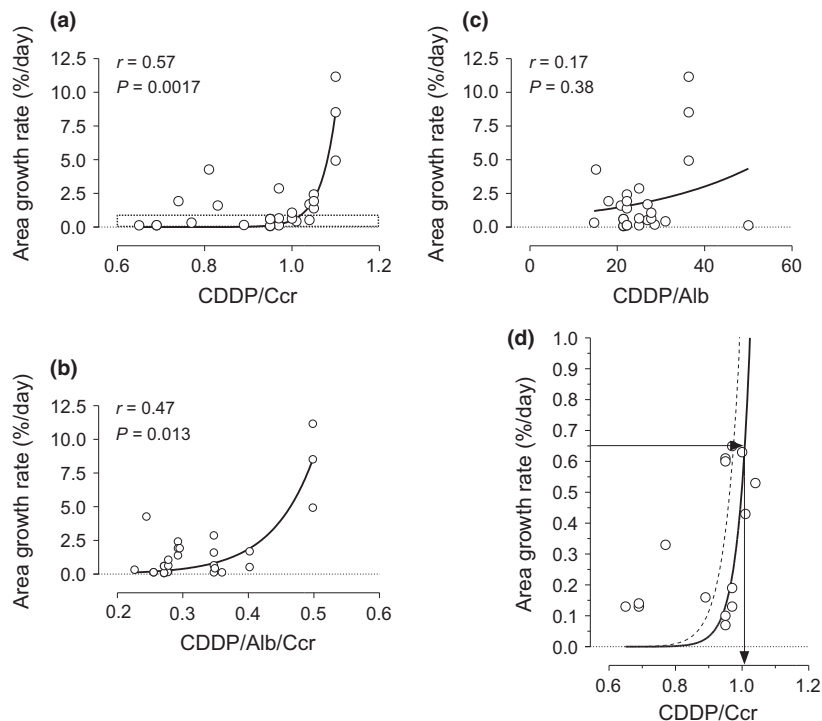 (a)
r = 0.57
P = 0.0017
Area growth rate (%/day)
12.5
10.0
7.5
5.0
2.5
0.0
0.6 0.8 1.0 1.2
CDDP/Ccr
(c)
r = 0.17
P = 0.38
Area growth rate (%/day)
12.5
10.0
7.5
5.0
2.5
0.0
0 20 40 60
CDDP/Alb
(b)
r = 0.47
P = 0.013
Area growth rate (%/day)
12.5
10.0
7.5
5.0
2.5
0.0
0.2 0.3 0.4 0.5 0.6
CDDP/Alb/Ccr
(d)
Area growth rate (%/day)
1.0
0.9
0.8
0.7
0.6
0.5
0.4
0.3
0.2
0.1
0.0
0.6 0.8 1.0 1.2
CDDP/Ccr